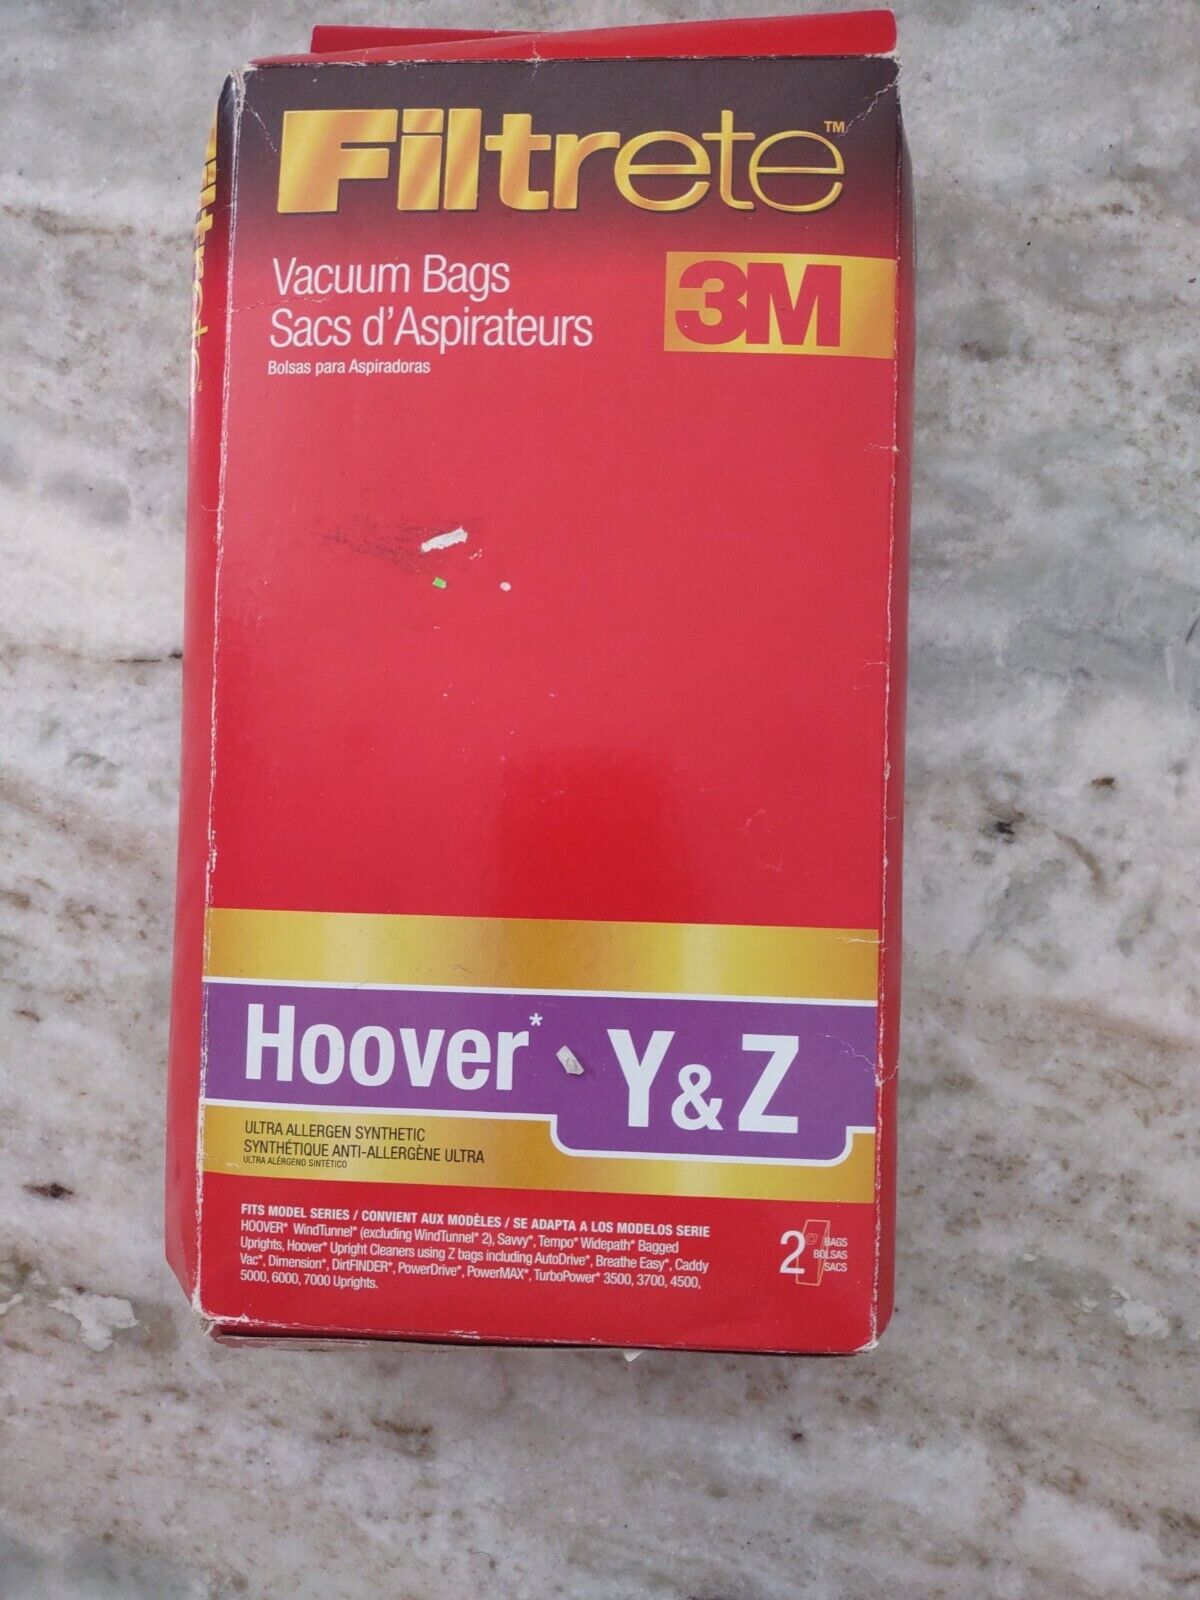 Filtrete™
Vacuum Bags
Sacs d'Aspirateurs
Bolsas para Aspiradoras
3M
Hoover* Y&Z
ULTRA ALLERGEN SYNTHETIC
SYNTHÉTIQUE ANTI-ALLERGÈNE ULTRA
ULTRA ALÉRGENO SINTÉTICO
FITS MODEL SERIES / CONVIENT AUX MODÈLES / SE ADAPTA A LOS MODELOS SERIE
HOOVER* WindTunnel* (excluding WindTunnel* 2), Savvy*, Tempo* Widepath* Bagged
Uprights, Hoover* Upright Cleaners using Z bags including AutoDrive*, Breathe Easy*, Caddy
Vac*, Dimension*, DirtFINDER*, PowerDrive*, PowerMAX*, TurboPower* 3500, 3700, 4500,
5000, 6000, 7000 Uprights.
2 BAGS
BOLSAS
SACS
Filtrete™